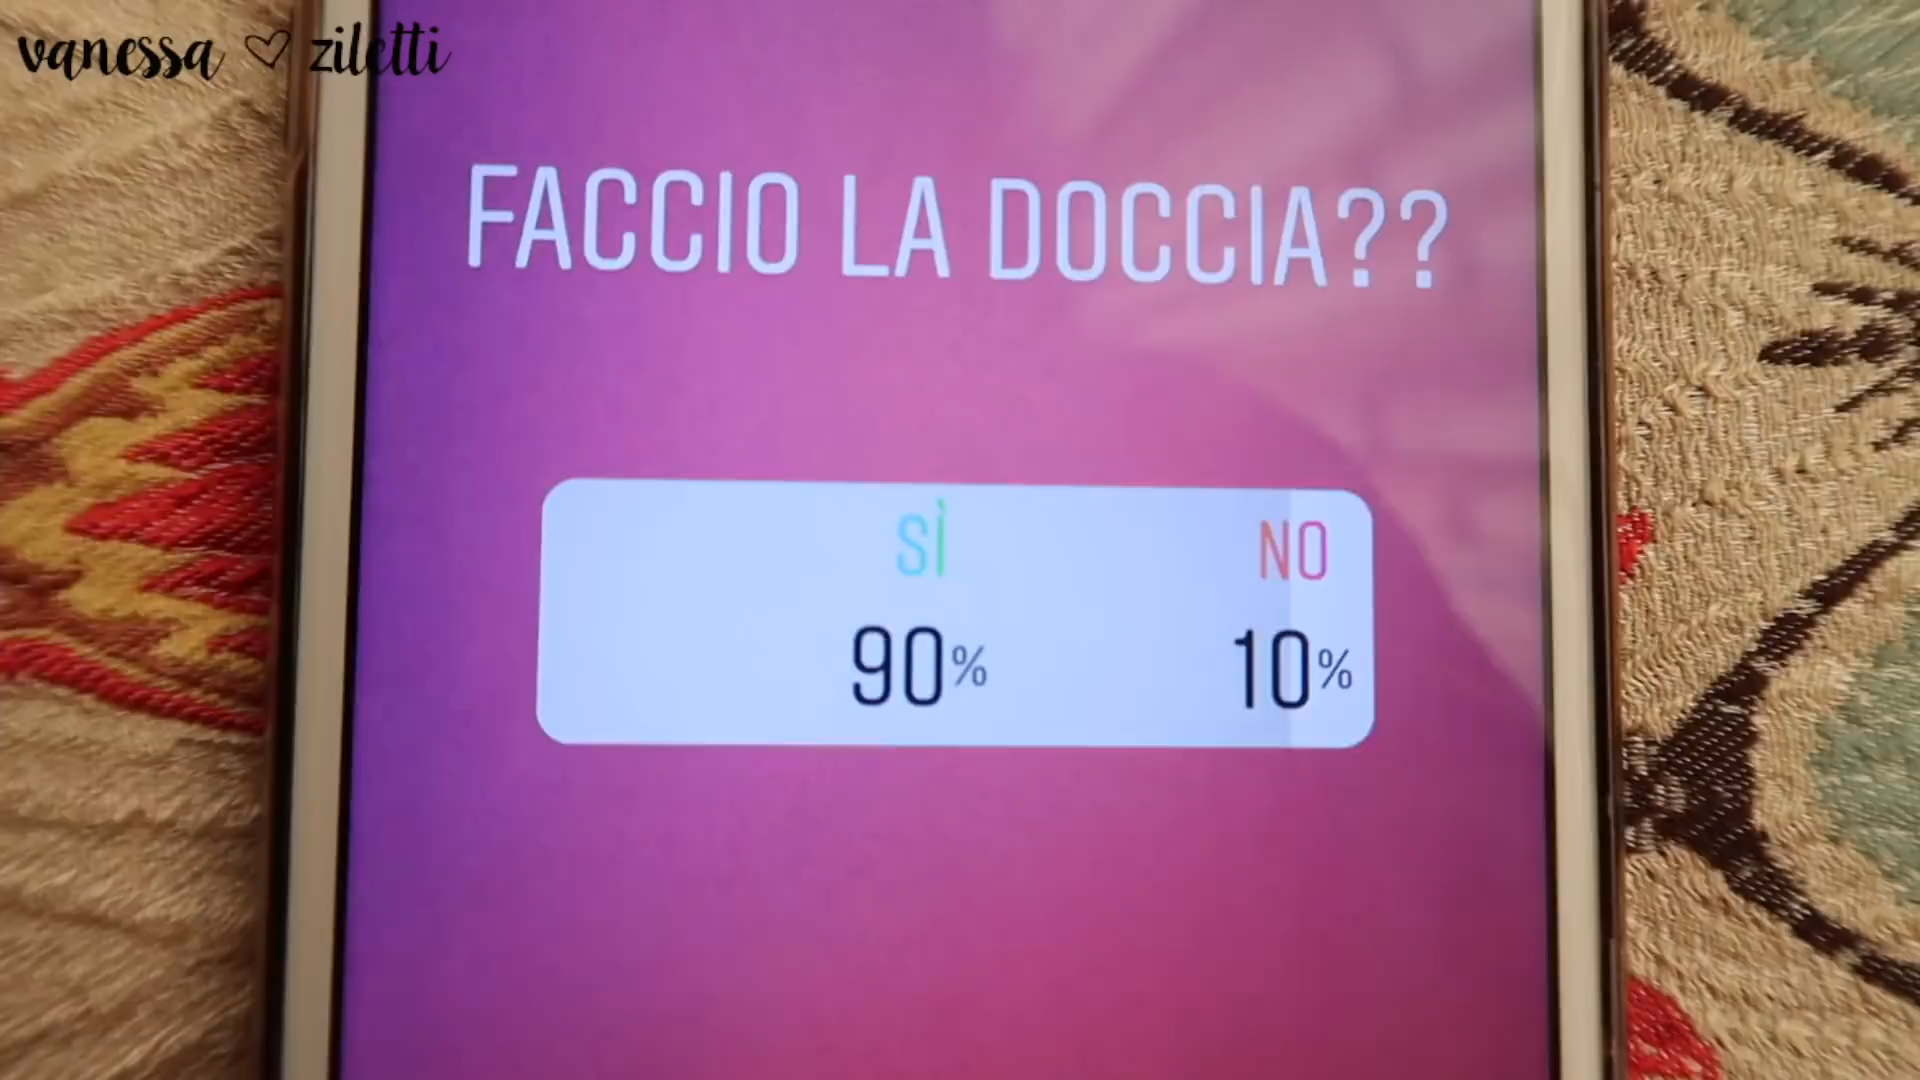 vanessa ♡ ziletti
FACCIO LA DOCCIA??
SÌ NO
90% 10%